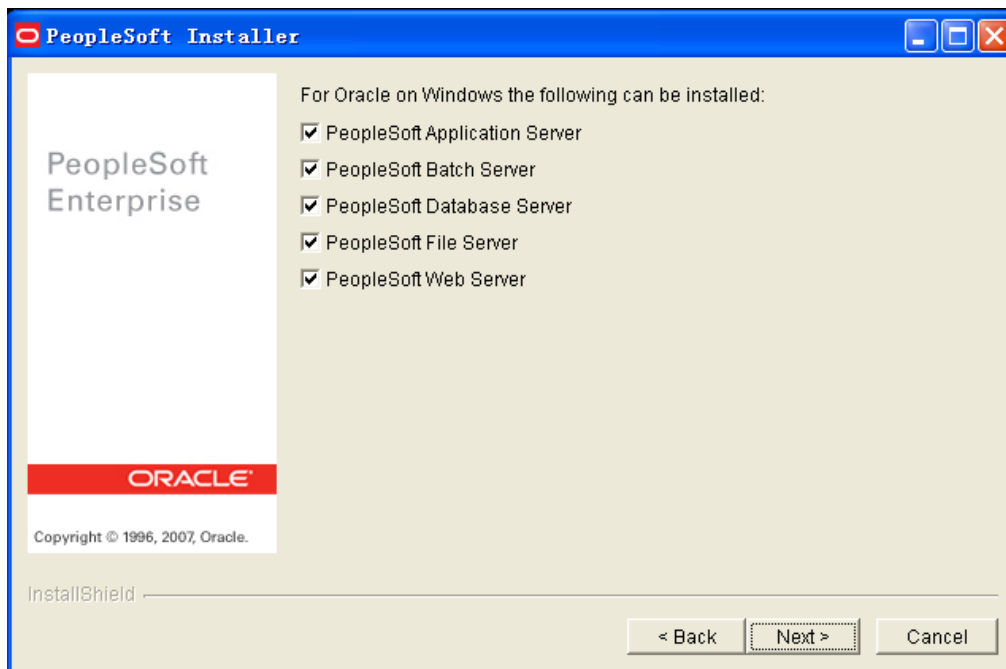 PeopleSoft Installer
For Oracle on Windows the following can be installed:
PeopleSoft Application Server
PeopleSoft Batch Server
PeopleSoft Database Server
PeopleSoft File Server
PeopleSoft Web Server
PeopleSoft
Enterprise
ORACLE
Copyright © 1996, 2007, Oracle.
InstallShield
< Back
Next >
Cancel